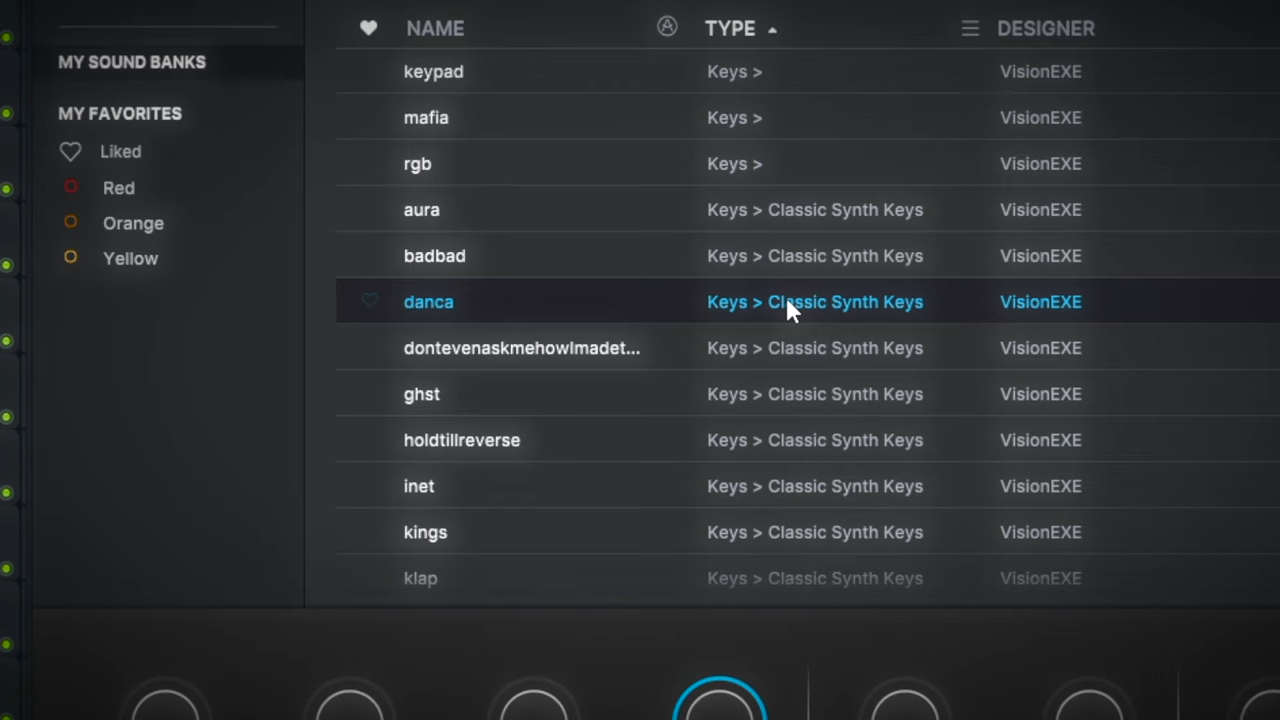 NAME TYPE DESIGNER
MY SOUND BANKS
MY FAVORITES
Liked
Red
Orange
Yellow
keypad Keys > VisionEXE
mafia Keys > VisionEXE
rgb Keys > VisionEXE
aura Keys > Classic Synth Keys VisionEXE
badbad Keys > Classic Synth Keys VisionEXE
danca Keys > Classic Synth Keys VisionEXE
dontevenaskmehowImadet... Keys > Classic Synth Keys VisionEXE
ghst Keys > Classic Synth Keys VisionEXE
holdtillreverse Keys > Classic Synth Keys VisionEXE
inet Keys > Classic Synth Keys VisionEXE
kings Keys > Classic Synth Keys VisionEXE
klap Keys > Classic Synth Keys VisionEXE